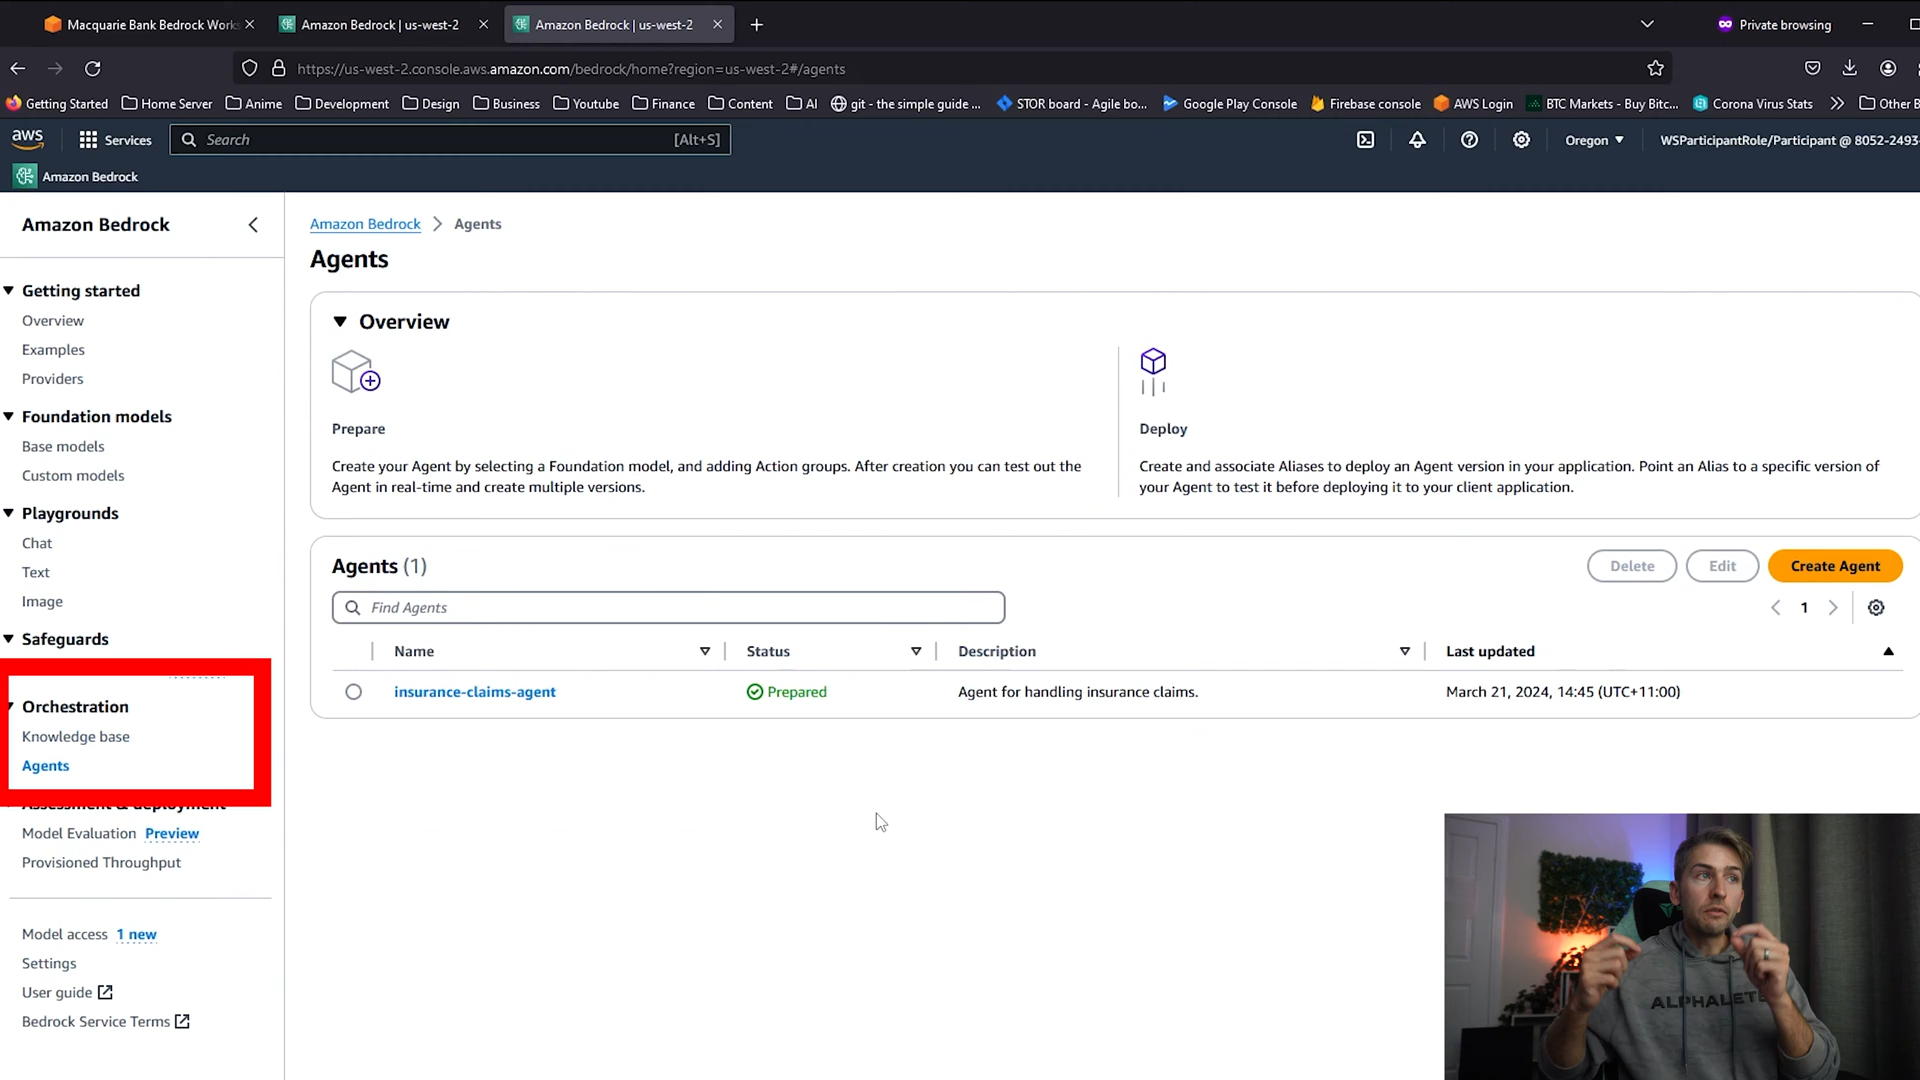 Macquarie Bank Bedrock Works
Amazon Bedrock | us-west-2
Amazon Bedrock | us-west-2
Private browsing
https://us-west-2.console.aws.amazon.com/bedrock/home?region=us-west-2#/agents
Getting Started
Home Server
Anime
Development
Design
Business
Youtube
Finance
Content
AI
git - the simple guide ...
STOR board - Agile bo...
Google Play Console
Firebase console
AWS Login
BTC Markets - Buy Bitc...
Corona Virus Stats
Other B
aws
Services
Search
[Alt+S]
Oregon
WSParticipantRole/Participant @ 8052-2493-
Amazon Bedrock
Amazon Bedrock
Getting started
Overview
Examples
Providers
Foundation models
Base models
Custom models
Playgrounds
Chat
Text
Image
Safeguards
Orchestration
Knowledge base
Agents
Assessment & deployment
Model Evaluation Preview
Provisioned Throughput
Model access 1 new
Settings
User guide
Bedrock Service Terms
Amazon Bedrock > Agents
Agents
Overview
Prepare
Create your Agent by selecting a Foundation model, and adding Action groups. After creation you can test out the
Agent in real-time and create multiple versions.
Deploy
Create and associate Aliases to deploy an Agent version in your application. Point an Alias to a specific version of
your Agent to test it before deploying it to your client application.
Agents (1)
Delete
Edit
Create Agent
Find Agents
1
Name
Status
Description
Last updated
insurance-claims-agent
Prepared
Agent for handling insurance claims.
March 21, 2024, 14:45 (UTC+11:00)
ALPHALETE